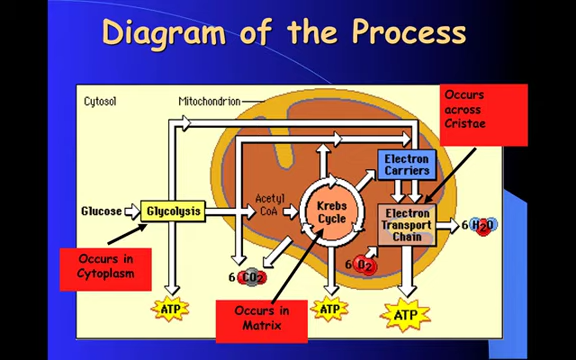 Diagram of the Process
Cytosol
Mitochondrion
Occurs
across
Cristae
Electron
Carriers
Glucose
Glycolysis
Acetyl
CoA
Krebs
Cycle
Electron
Transport
Chain
6 H2O
Occurs in
Cytoplasm
6 CO2
6 O2
ATP
Occurs in
Matrix
ATP
ATP